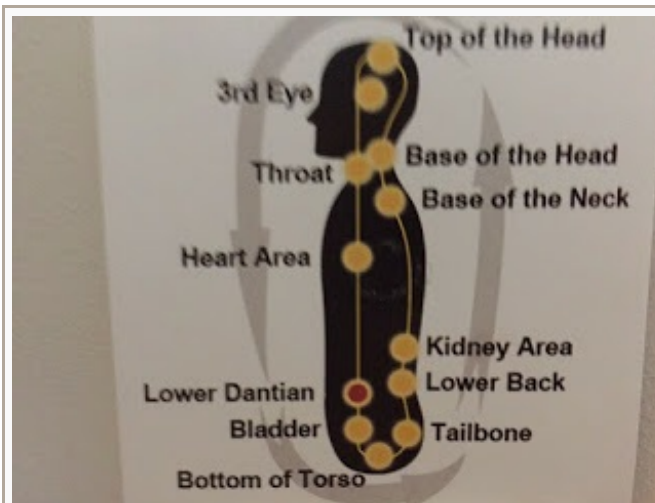 Top of the Head
3rd Eye
Base of the Head
Throat
Base of the Neck
Heart Area
Kidney Area
Lower Back
Lower Dantian
Bladder
Tailbone
Bottom of Torso